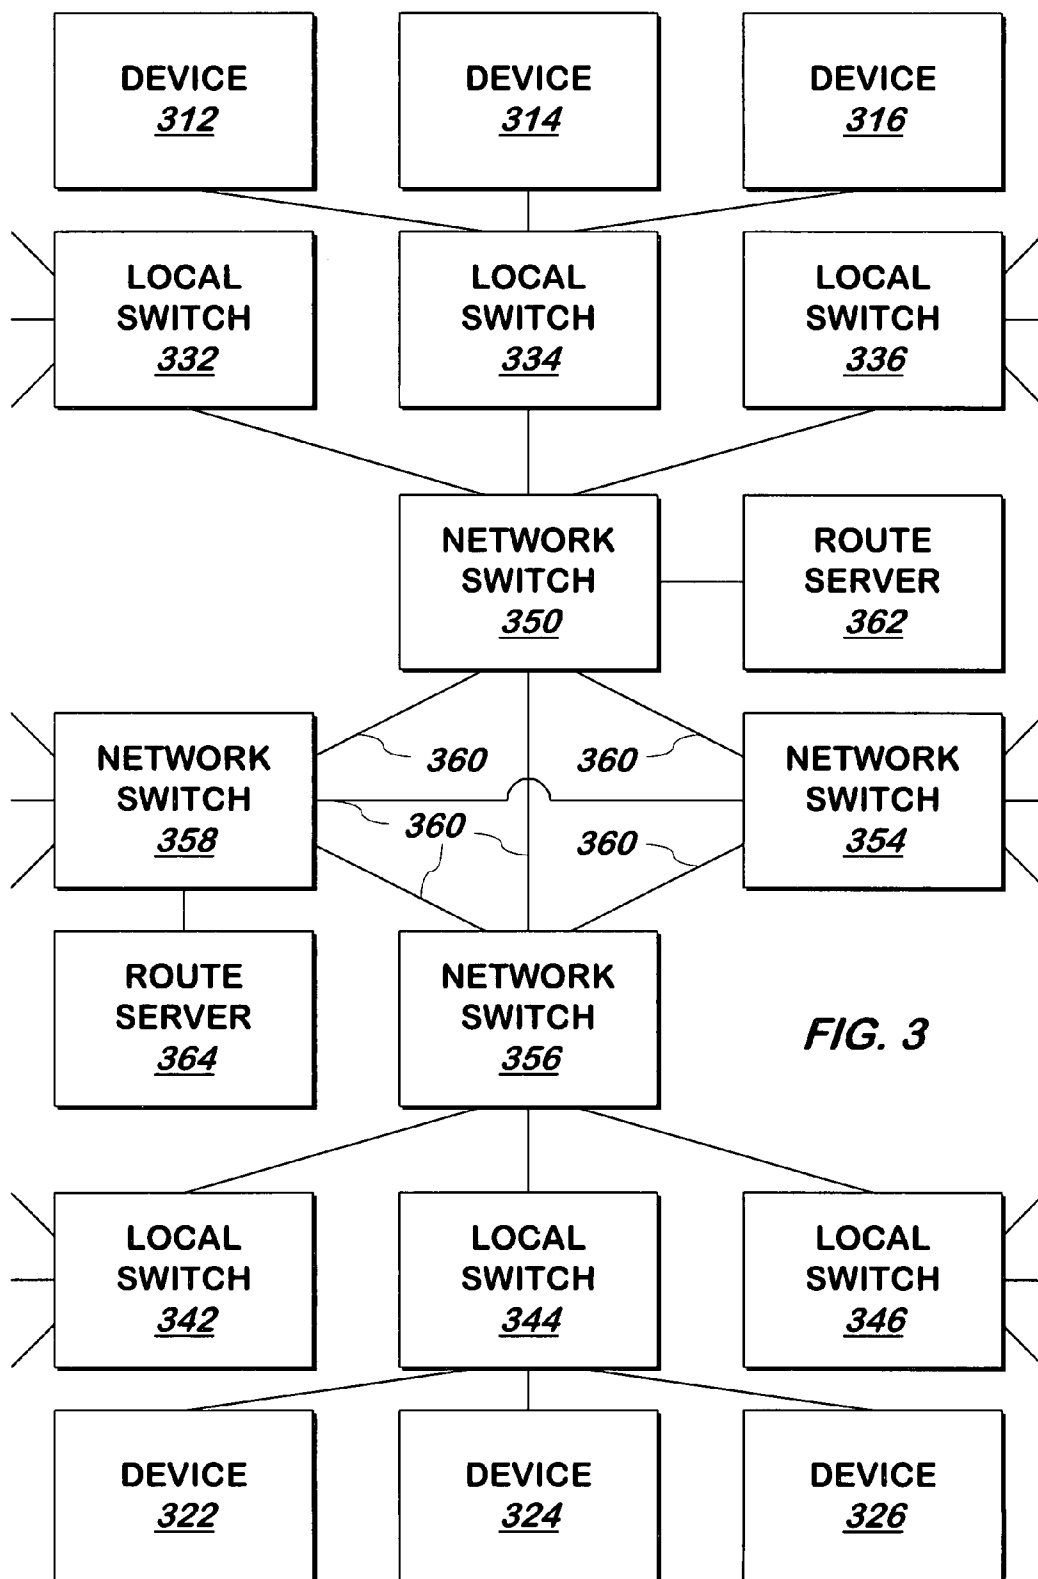 DEVICE
312
DEVICE
314
DEVICE
316
LOCAL
SWITCH
332
LOCAL
SWITCH
334
LOCAL
SWITCH
336
NETWORK
SWITCH
350
ROUTE
SERVER
362
NETWORK
SWITCH
358
360
360
360
360
NETWORK
SWITCH
354
ROUTE
SERVER
364
NETWORK
SWITCH
356
FIG. 3
LOCAL
SWITCH
342
LOCAL
SWITCH
344
LOCAL
SWITCH
346
DEVICE
322
DEVICE
324
DEVICE
326